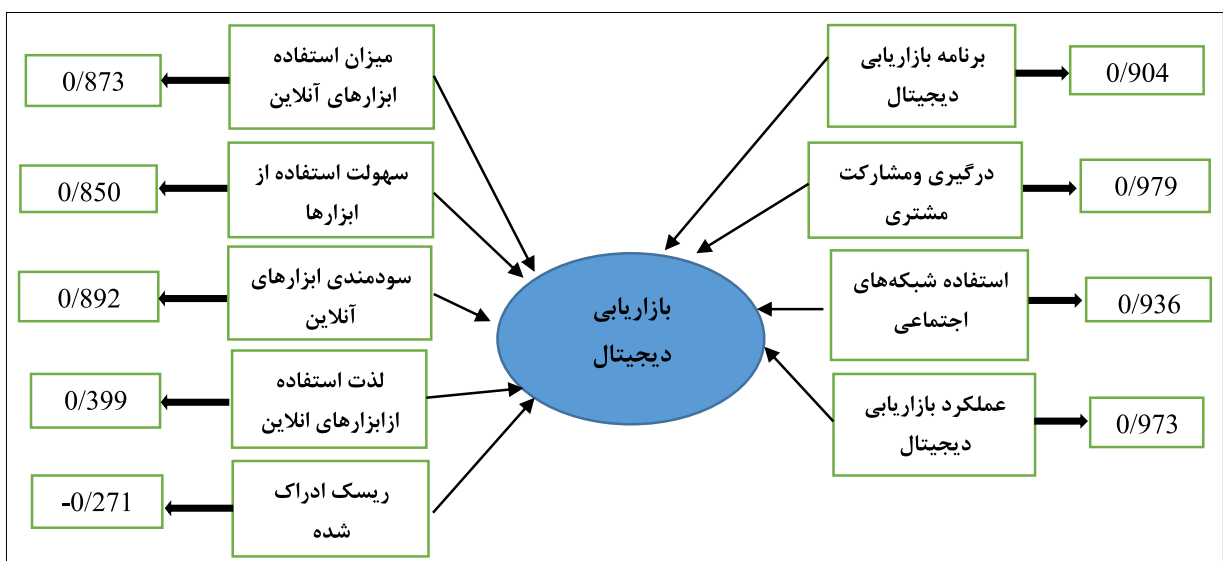 برنامه بازاریابی
دیجیتال
0/904
درگیری ومشارکت
مشتری
0/979
استفاده شبکه‌های
اجتماعی
0/936
عملکرد بازاریابی
دیجیتال
0/973
بازاریابی
دیجیتال
میزان استفاده
ابزارهای آنلاین
0/873
سهولت استفاده از
ابزارها
0/850
سودمندی ابزارهای
آنلاین
0/892
لذت استفاده
ازابزارهای انلاین
0/399
ریسک ادراک
شده
-0/271